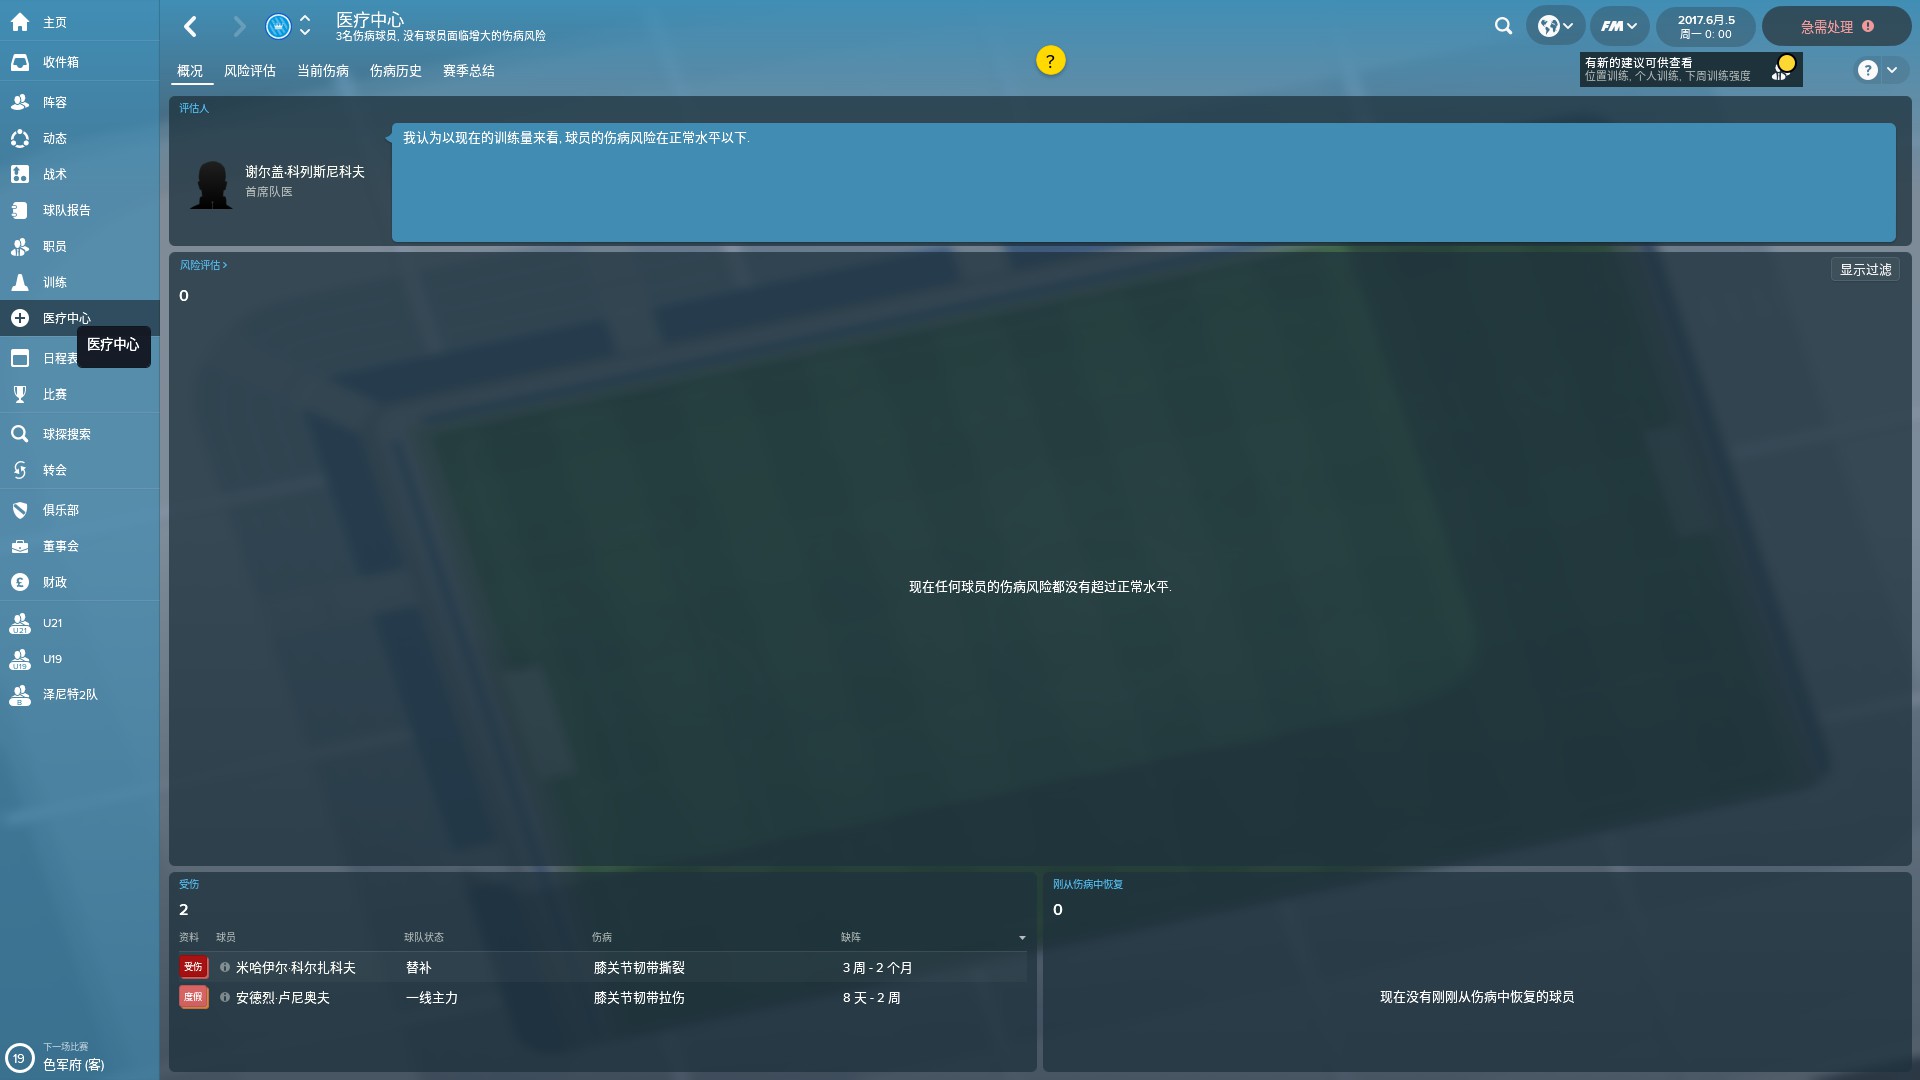 主页
收件箱
阵容
动态
战术
球队报告
职员
训练
医疗中心
医疗中心
日程表
比赛
球探搜索
转会
俱乐部
董事会
财政
U21
U21
U19
U19
B
泽尼特2队
19
下一场比赛
色军府 (客)
医疗中心
3名伤病球员, 没有球员面临增大的伤病风险
概况
风险评估
当前伤病
伤病历史
赛季总结
?
FM
2017.6月.5
周一 0: 00
急需处理
有新的建议可供查看
位置训练, 个人训练, 下周训练强度
?
评估人
谢尔盖·科列斯尼科夫
首席队医
我认为以现在的训练量来看, 球员的伤病风险在正常水平以下.
风险评估 >
0
显示过滤
现在任何球员的伤病风险都没有超过正常水平.
受伤
2
资料 球员 球队状态 伤病 缺阵
受伤 米哈伊尔·科尔扎科夫 替补 膝关节韧带撕裂 3 周 - 2 个月
度假 安德烈·卢尼奥夫 一线主力 膝关节韧带拉伤 8 天 - 2 周
刚从伤病中恢复
0
现在没有刚刚从伤病中恢复的球员